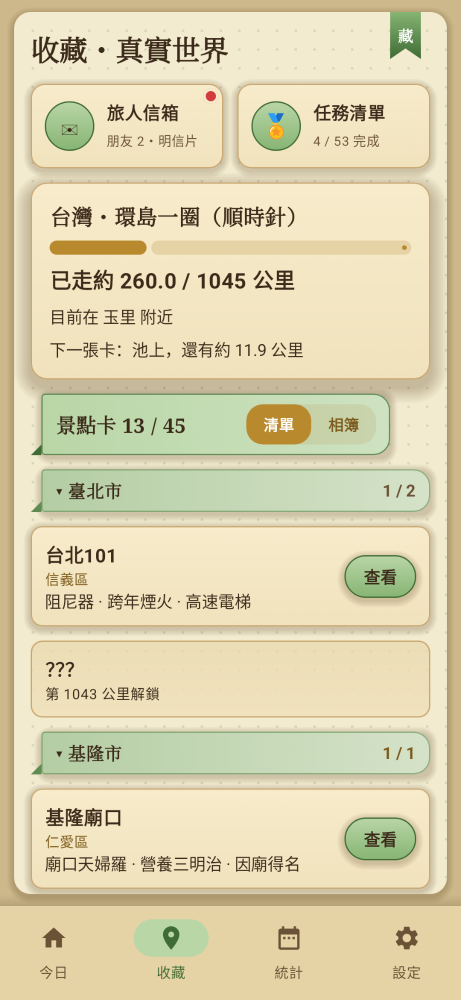 收藏・真實世界
藏
旅人信箱
朋友 2・明信片
任務清單
4 / 53 完成
台灣・環島一圈（順時針）
已走約 260.0 / 1045 公里
目前在 玉里 附近
下一張卡：池上，還有約 11.9 公里
景點卡 13 / 45
清單
相簿
▾ 臺北市
1 / 2
台北101
信義區
阻尼器 · 跨年煙火 · 高速電梯
查看
???
第 1043 公里解鎖
▾ 基隆市
1 / 1
基隆廟口
仁愛區
廟口天婦羅 · 營養三明治 · 因廟得名
查看
今日
收藏
統計
設定